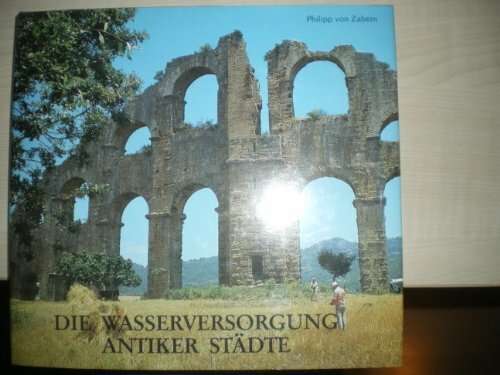 Philipp von Zabern
DIE WASSERVERSORGUNG
ANTIKER STÄDTE